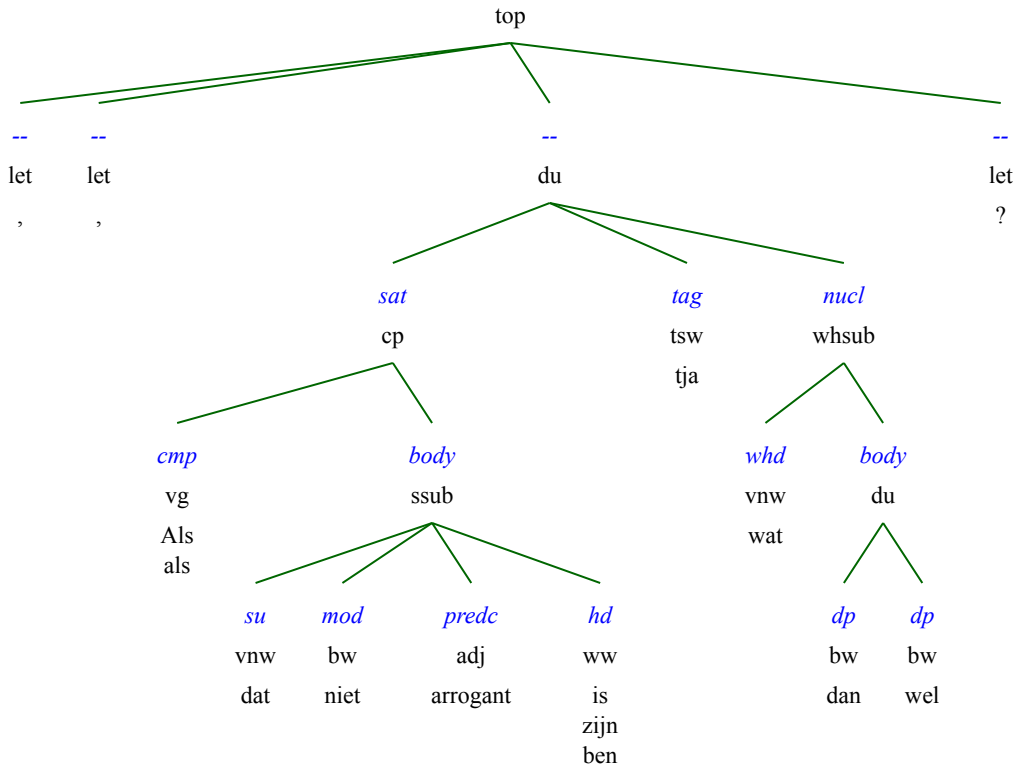 top
-- -- -- --
let let du let
, , ?
sat tag nucl
cp tsw whsub
tja
cmp body whd body
vg ssub vnw du
Als wat
als
su mod predc hd dp dp
vnw bw adj ww bw bw
dat niet arrogant is dan wel
zijn
ben